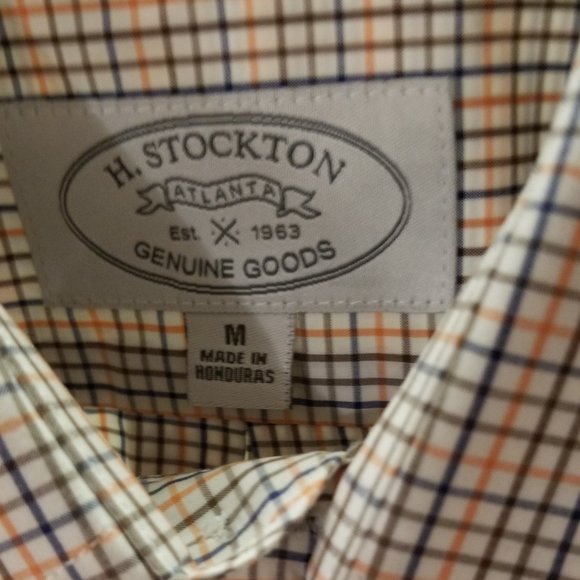 H. STOCKTON
ATLANTA
Est. 1963
GENUINE GOODS
M
MADE IN
HONDURAS